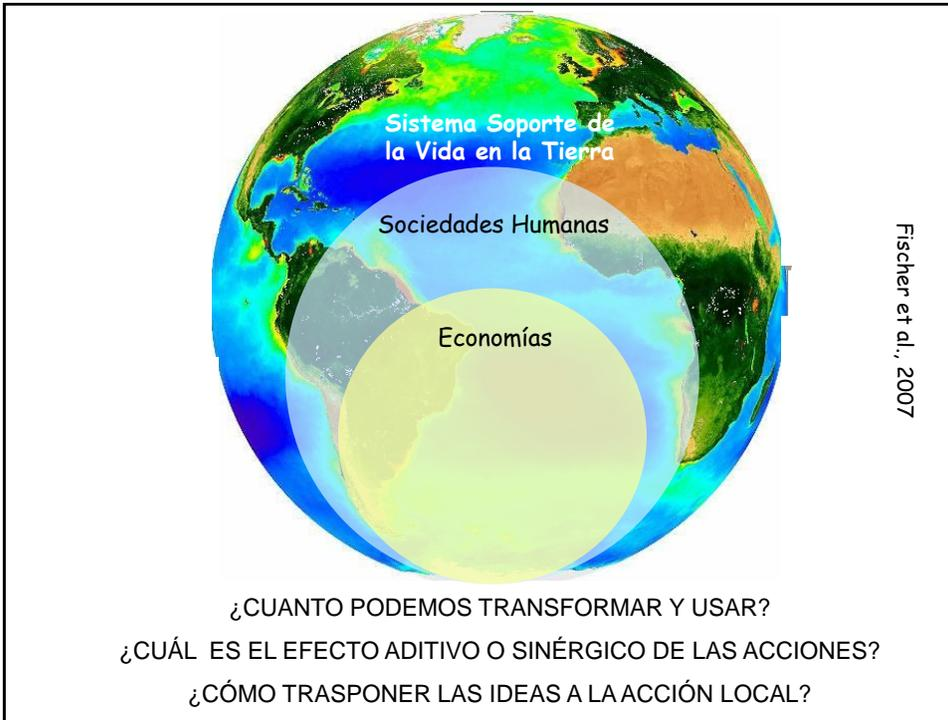 Sistema Soporte de
la Vida en la Tierra
Sociedades Humanas
Economías
Fischer et al., 2007
¿CUANTO PODEMOS TRANSFORMAR Y USAR?
¿CUÁL ES EL EFECTO ADITIVO O SINÉRGICO DE LAS ACCIONES?
¿CÓMO TRASPONER LAS IDEAS A LA ACCIÓN LOCAL?